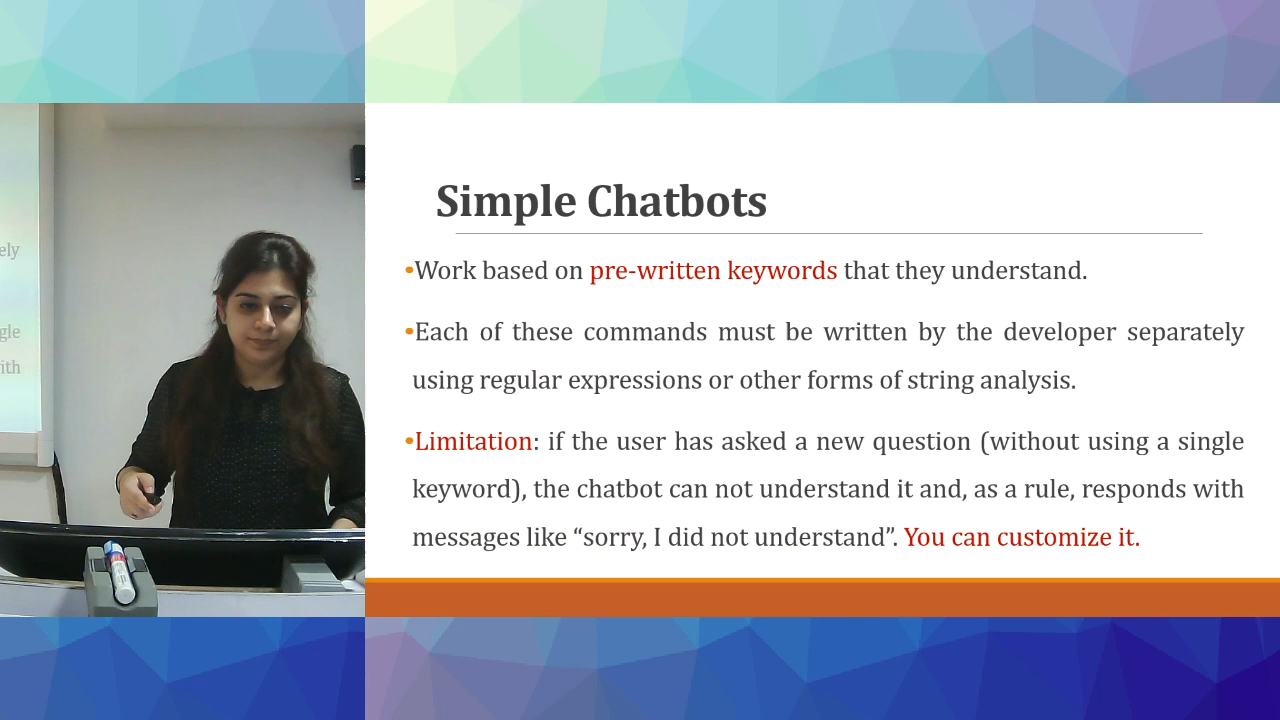 Simple Chatbots
•Work based on pre-written keywords that they understand.
•Each of these commands must be written by the developer separately
using regular expressions or other forms of string analysis.
•Limitation: if the user has asked a new question (without using a single
keyword), the chatbot can not understand it and, as a rule, responds with
messages like “sorry, I did not understand”. You can customize it.
ely
gle
ith